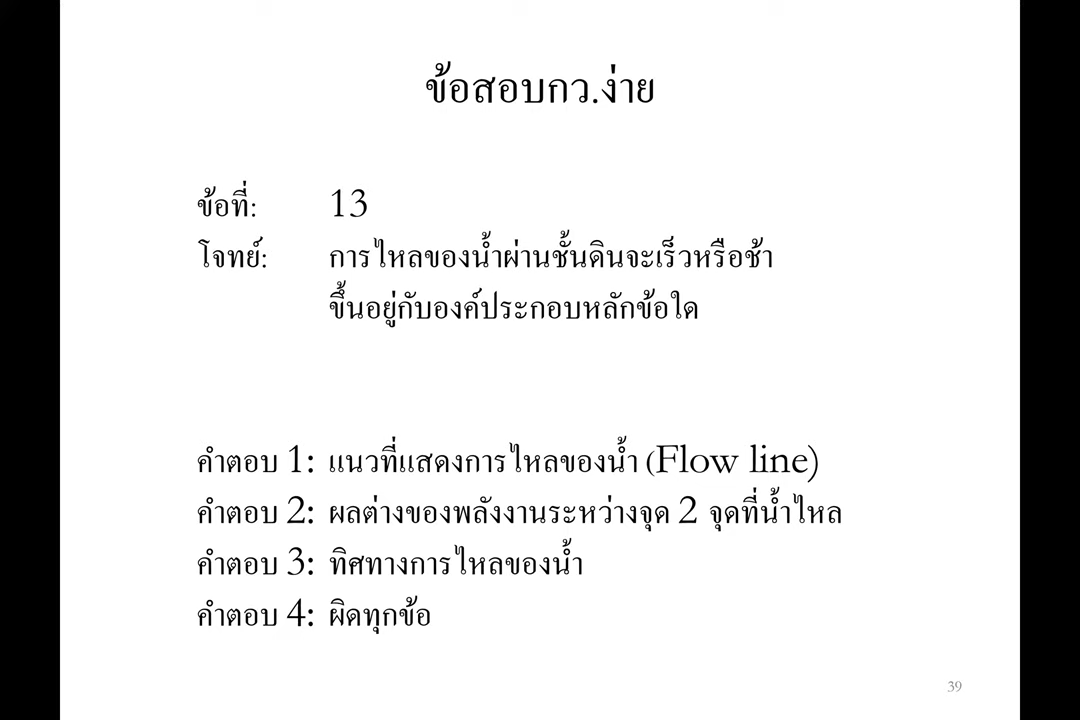 ข้อสอบกว.ง่าย
ข้อที่: 13
โจทย์: การไหลของน้ำผ่านชั้นดินจะเร็วหรือช้า
ขึ้นอยู่กับองค์ประกอบหลักข้อใด
คำตอบ 1: แนวที่แสดงการไหลของน้ำ (Flow line)
คำตอบ 2: ผลต่างของพลังงานระหว่างจุด 2 จุดที่น้ำไหล
คำตอบ 3: ทิศทางการไหลของน้ำ
คำตอบ 4: ผิดทุกข้อ
39